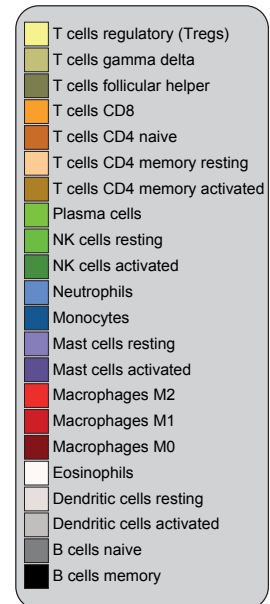 T cells regulatory (Tregs)
T cells gamma delta
T cells follicular helper
T cells CD8
T cells CD4 naive
T cells CD4 memory resting
T cells CD4 memory activated
Plasma cells
NK cells resting
NK cells activated
Neutrophils
Monocytes
Mast cells resting
Mast cells activated
Macrophages M2
Macrophages M1
Macrophages M0
Eosinophils
Dendritic cells resting
Dendritic cells activated
B cells naive
B cells memory